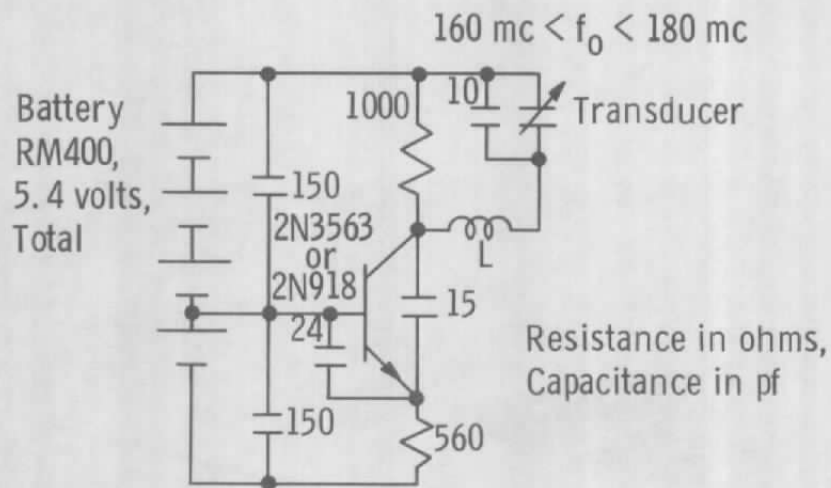 160 mc < f₀ < 180 mc
Battery
RM400,
5.4 volts,
Total
1000
10
Transducer
150
2N3563
or
2N918
L
24
15
Resistance in ohms,
Capacitance in pf
150
560